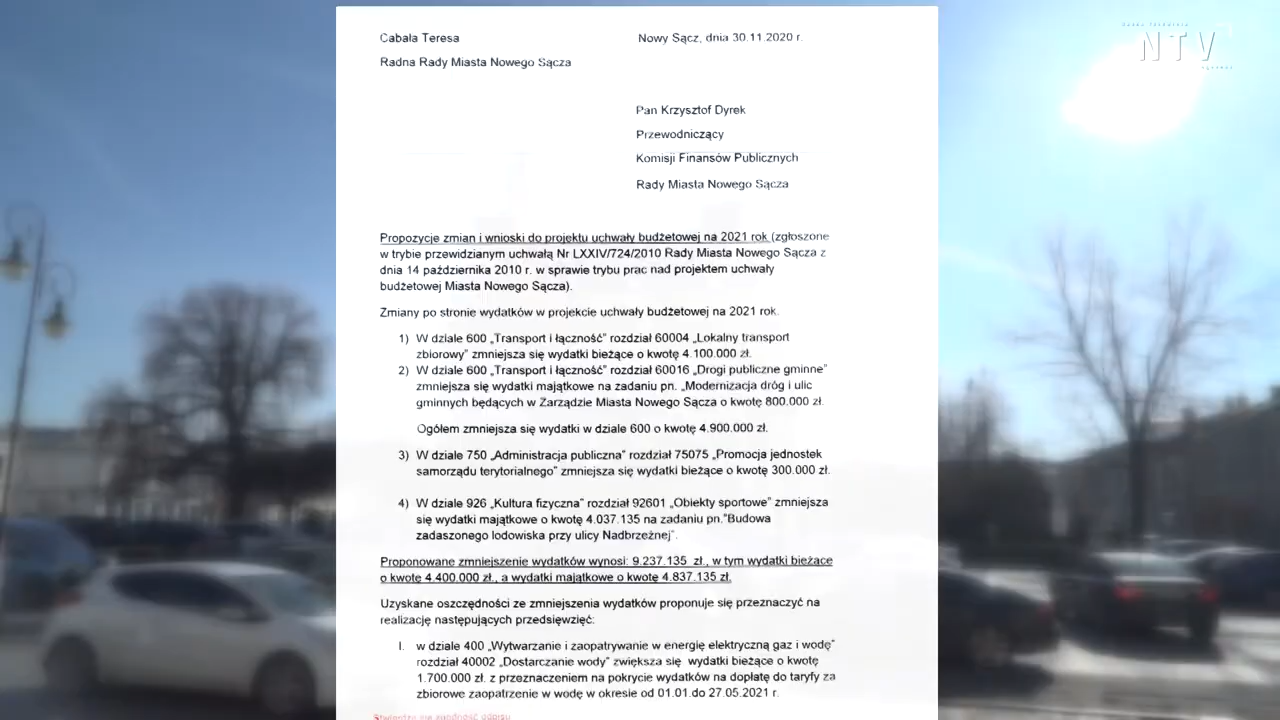 Cabała Teresa
Nowy Sącz, dnia 30.11.2020 r.
Radna Rady Miasta Nowego Sącza
Pan Krzysztof Dyrek
Przewodniczący
Komisji Finansów Publicznych
Rady Miasta Nowego Sącza
Propozycje zmian i wnioski do projektu uchwały budżetowej na 2021 rok (zgłoszone
w trybie przewidzianym uchwałą Nr LXXIV/724/2010 Rady Miasta Nowego Sącza z
dnia 14 października 2010 r. w sprawie trybu prac nad projektem uchwały
budżetowej Miasta Nowego Sącza).
Zmiany po stronie wydatków w projekcie uchwały budżetowej na 2021 rok.
1) W dziale 600 „Transport i łączność” rozdział 60004 „Lokalny transport
zbiorowy” zmniejsza się wydatki bieżące o kwotę 4.100.000 zł.
2) W dziale 600 „Transport i łączność” rozdział 60016 „Drogi publiczne gminne”
zmniejsza się wydatki majątkowe na zadaniu pn. „Modernizacja dróg i ulic
gminnych będących w Zarządzie Miasta Nowego Sącza o kwotę 800.000 zł.
Ogółem zmniejsza się wydatki w dziale 600 o kwotę 4.900.000 zł.
3) W dziale 750 „Administracja publiczna” rozdział 75075 „Promocja jednostek
samorządu terytorialnego” zmniejsza się wydatki bieżące o kwotę 300.000 zł.
4) W dziale 926 „Kultura fizyczna” rozdział 92601 „Obiekty sportowe” zmniejsza
się wydatki majątkowe o kwotę 4.037.135 na zadaniu pn.”Budowa
zadaszonego lodowiska przy ulicy Nadbrzeżnej”.
Proponowane zmniejszenie wydatków wynosi: 9.237.135 zł., w tym wydatki bieżące
o kwotę 4.400.000 zł., a wydatki majątkowe o kwotę 4.837.135 zł.
Uzyskane oszczędności ze zmniejszenia wydatków proponuje się przeznaczyć na
realizację następujących przedsięwzięć:
I. w dziale 400 „Wytwarzanie i zaopatrywanie w energię elektryczną gaz i wodę”
rozdział 40002 „Dostarczanie wody” zwiększa się wydatki bieżące o kwotę
1.700.000 zł. z przeznaczeniem na pokrycie wydatków na dopłatę do taryfy za
zbiorowe zaopatrzenie w wodę w okresie od 01.01.do 27.05.2021 r.
Stwierdza się zgodność odpisu
NTV